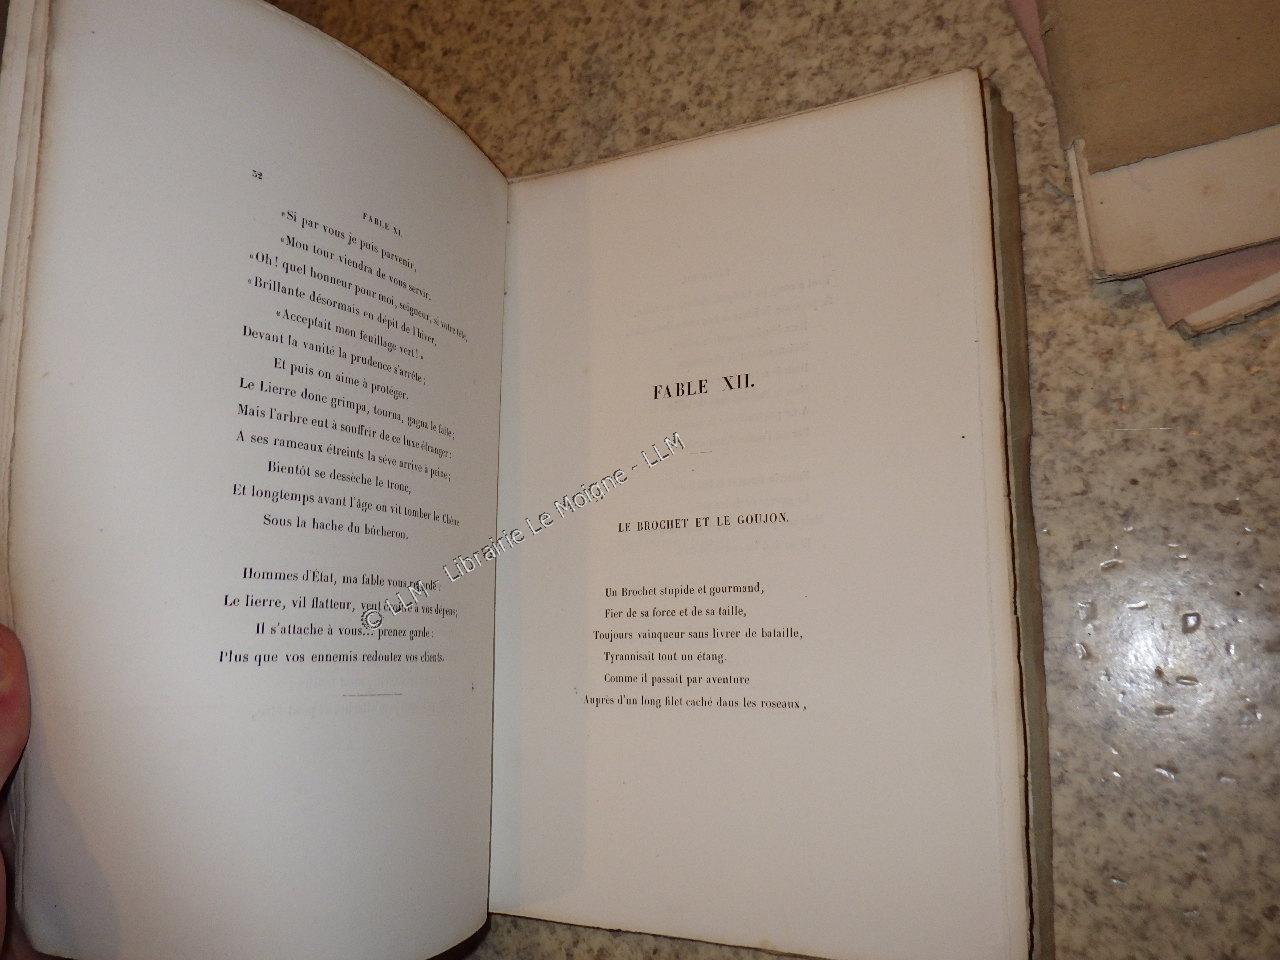 52
FABLE XI.
«Si par vous je puis parvenir,
«Mon tour viendra de vous servir.
«Oh! quel honneur pour moi, seigneur, si votre tête,
«Brillante désormais en dépit de l'hiver,
«Acceptait mon feuillage vert!»
Devant la vanité la prudence s'arrête;
Et puis on aime à protéger.
Le Lierre donc grimpa, tourna, gagna le faîte;
Mais l'arbre eut à souffrir de ce luxe étranger:
A ses rameaux étreints la séve arrive à peine;
Bientôt se dessèche le tronc,
Et longtemps avant l'âge on vit tomber le Chêne
Sous la hache du bûcheron.
Hommes d'État, ma fable vous regarde:
Le lierre, vil flatteur, veut croître à vos dépens;
Il s'attache à vous... prenez garde:
Plus que vos ennemis redoutez vos clients.
FABLE XII.
LE BROCHET ET LE GOUJON.
Un Brochet stupide et gourmand,
Fier de sa force et de sa taille,
Toujours vainqueur sans livrer de bataille,
Tyrannisait tout un étang.
Comme il passait par aventure
Auprès d'un long filet caché dans les roseaux,
© LLM - Librairie Le Moigne - LLM